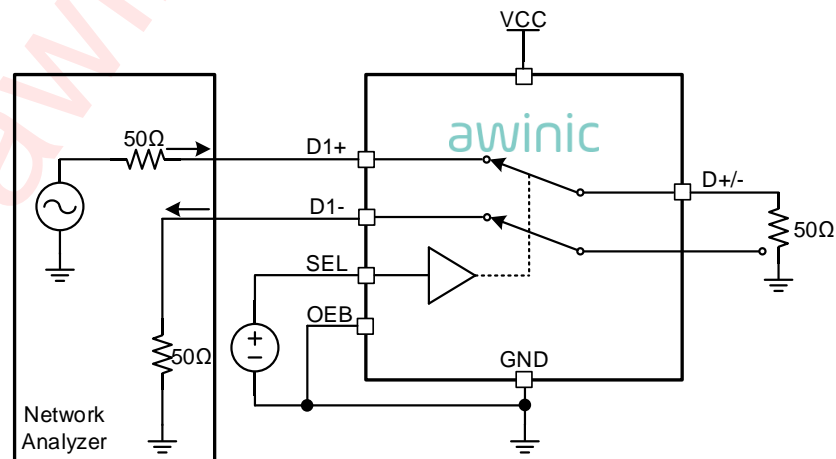 VCC
awinic
50Ω
D1+
D+/-
D1-
50Ω
SEL
OEB
+
−
50Ω
GND
Network
Analyzer